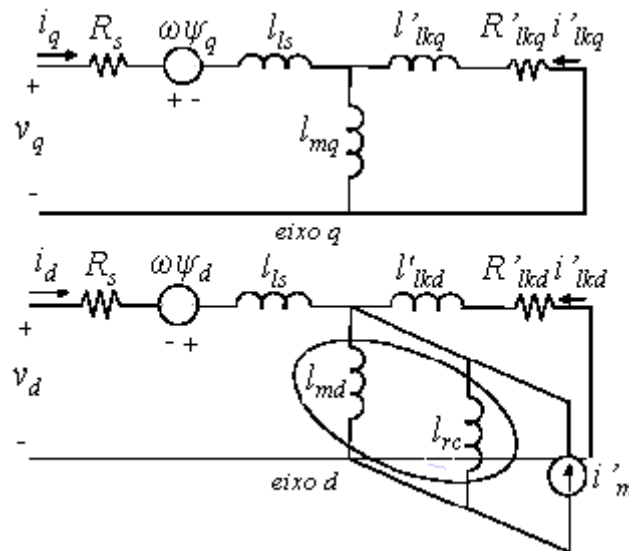 i_q R_s ωψ_q l_ls l'_lkq R'_lkq i'_lkq
+
+ -
v_q l_mq
-
eixo q
i_d R_s ωψ_d l_ls l'_lkd R'_lkd i'_lkd
+
- +
v_d l_md
l_rc
-
eixo d i'_m